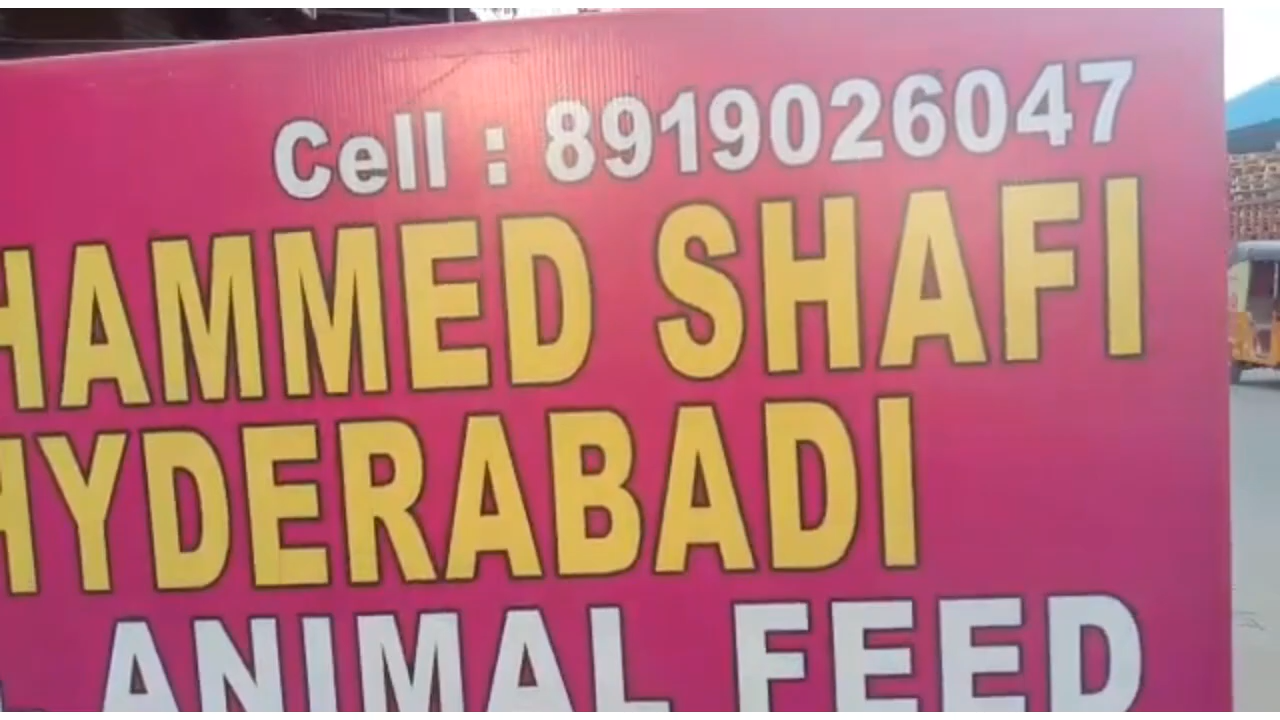 Cell : 8919026047
HAMMED SHAFI
HYDERABADI
ANIMAL FEED